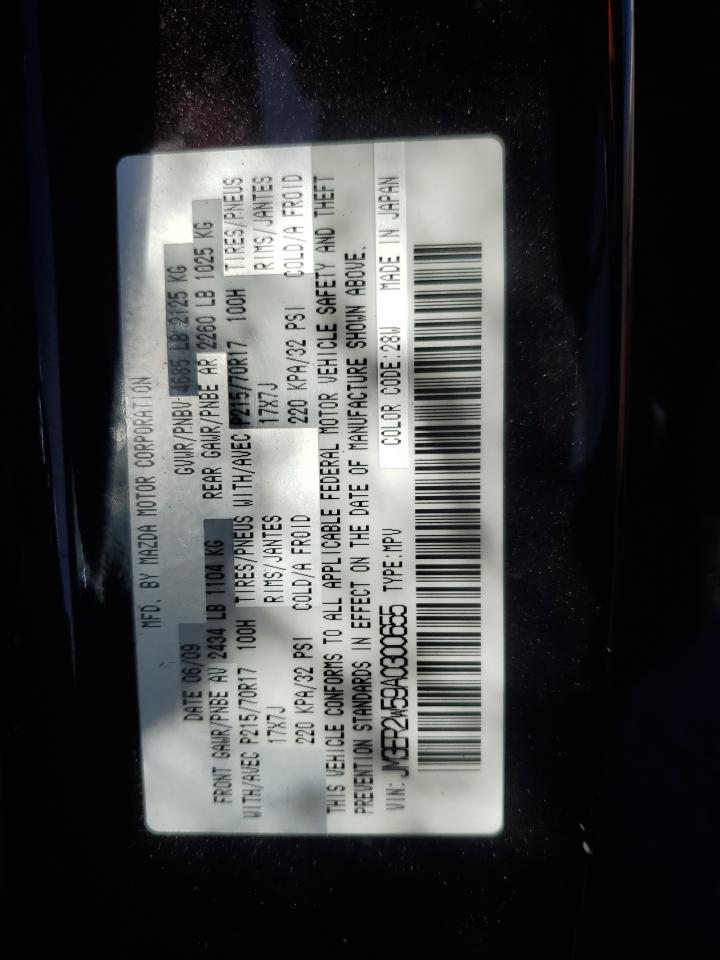 MFD. BY MAZDA MOTOR CORPORATION
DATE 06/09 GVWR/PNBV 4685 LB 2125 KG
FRONT GAWR/PNBE AV 2434 LB 1104 KG REAR GAWR/PNBE AR 2260 LB 1025 KG
WITH/AVEC P215/70R17 100H TIRES/PNEUS WITH/AVEC P215/70R17 100H TIRES/PNEUS
17X7J RIMS/JANTES 17X7J RIMS/JANTES
220 KPA/32 PSI COLD/A FROID 220 KPA/32 PSI COLD/A FROID
THIS VEHICLE CONFORMS TO ALL APPLICABLE FEDERAL MOTOR VEHICLE SAFETY AND THEFT
PREVENTION STANDARDS IN EFFECT ON THE DATE OF MANUFACTURE SHOWN ABOVE.
VIN: JM3ER2W59A0300655 TYPE:MPV COLOR CODE:28W MADE IN JAPAN